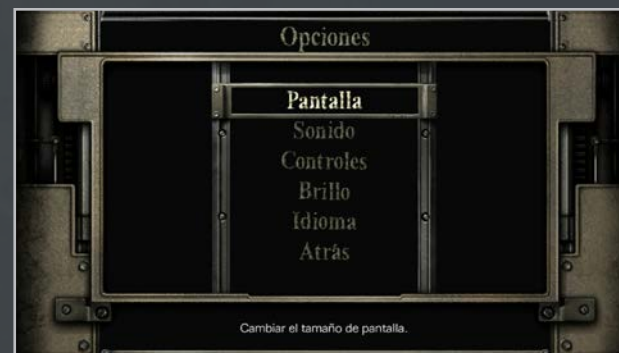 Opciones
Pantalla
Sonido
Controles
Brillo
Idioma
Atrás
Cambiar el tamaño de pantalla.